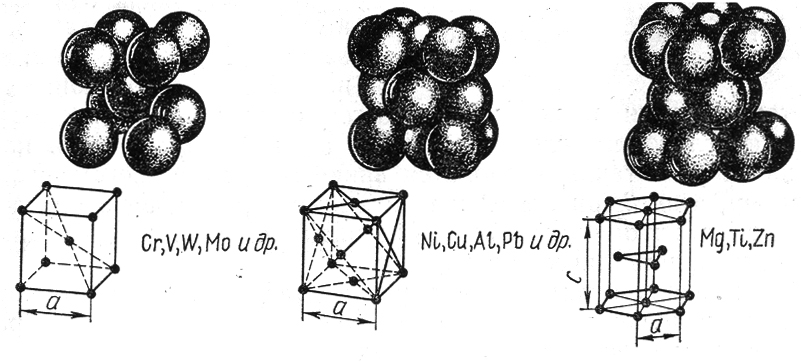 Cr,V,W,Mo и др.
Ni,Cu,Al,Pb и др.
Mg,Ti,Zn
a
a
c
a